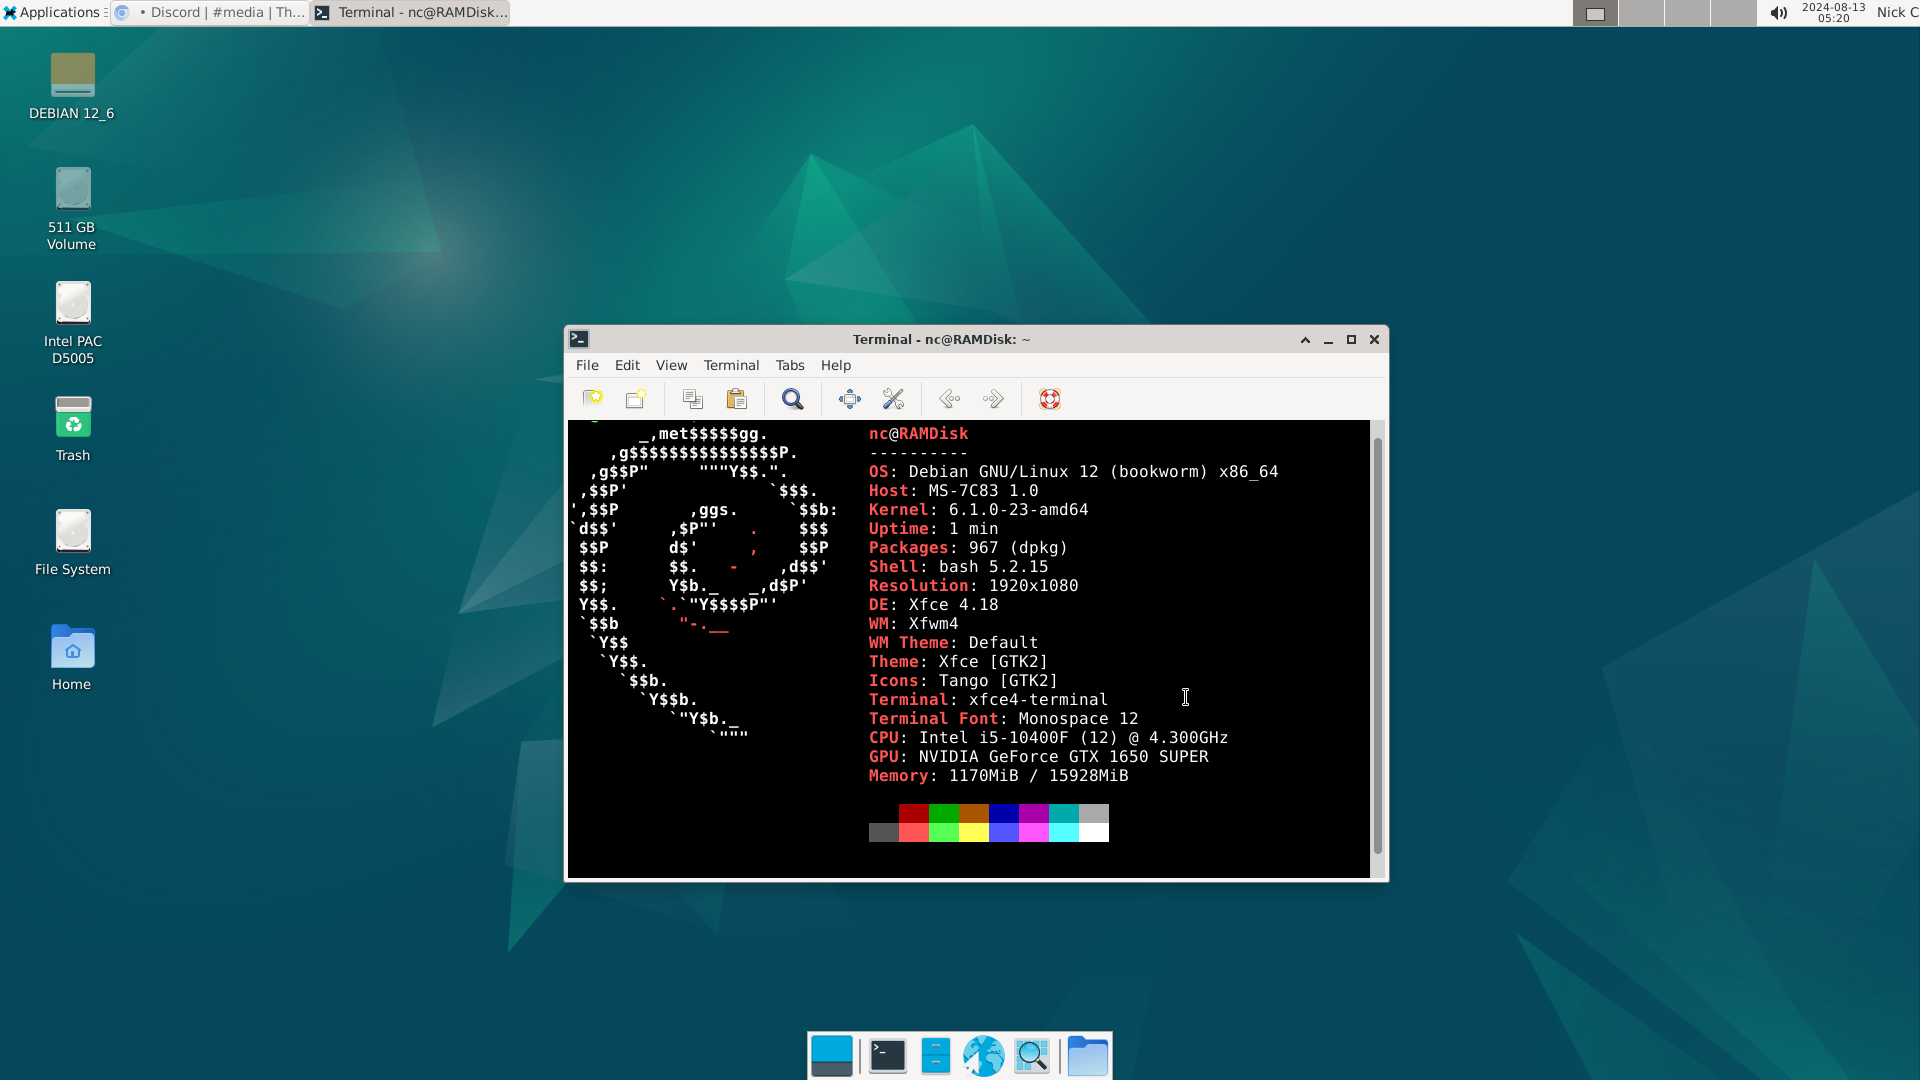 Applications
• Discord | #media | Th...
Terminal - nc@RAMDisk...
2024-08-13
05:20
Nick C
DEBIAN 12_6
511 GB
Volume
Intel PAC
D5005
Trash
File System
Home
Terminal - nc@RAMDisk: ~
File Edit View Terminal Tabs Help
_,met$$$$$gg.
,g$$$$$$$$$$$$$$$P.
,g$$P"     """Y$$.".
,$$P'              `$$$.
',$$P       ,ggs.     `$$b:
`d$$'     ,$P"'   .    $$$
$$P      d$'     ,    $$P
$$:      $$.   -    ,d$$'
$$;      Y$b._   _,d$P'
Y$$.    `.`"Y$$$$P"'
`$$b      "-.__
`Y$$
`Y$$.
`$$b.
`Y$$b.
`"Y$b._
`"""
nc@RAMDisk
----------
OS: Debian GNU/Linux 12 (bookworm) x86_64
Host: MS-7C83 1.0
Kernel: 6.1.0-23-amd64
Uptime: 1 min
Packages: 967 (dpkg)
Shell: bash 5.2.15
Resolution: 1920x1080
DE: Xfce 4.18
WM: Xfwm4
WM Theme: Default
Theme: Xfce [GTK2]
Icons: Tango [GTK2]
Terminal: xfce4-terminal
Terminal Font: Monospace 12
CPU: Intel i5-10400F (12) @ 4.300GHz
GPU: NVIDIA GeForce GTX 1650 SUPER
Memory: 1170MiB / 15928MiB